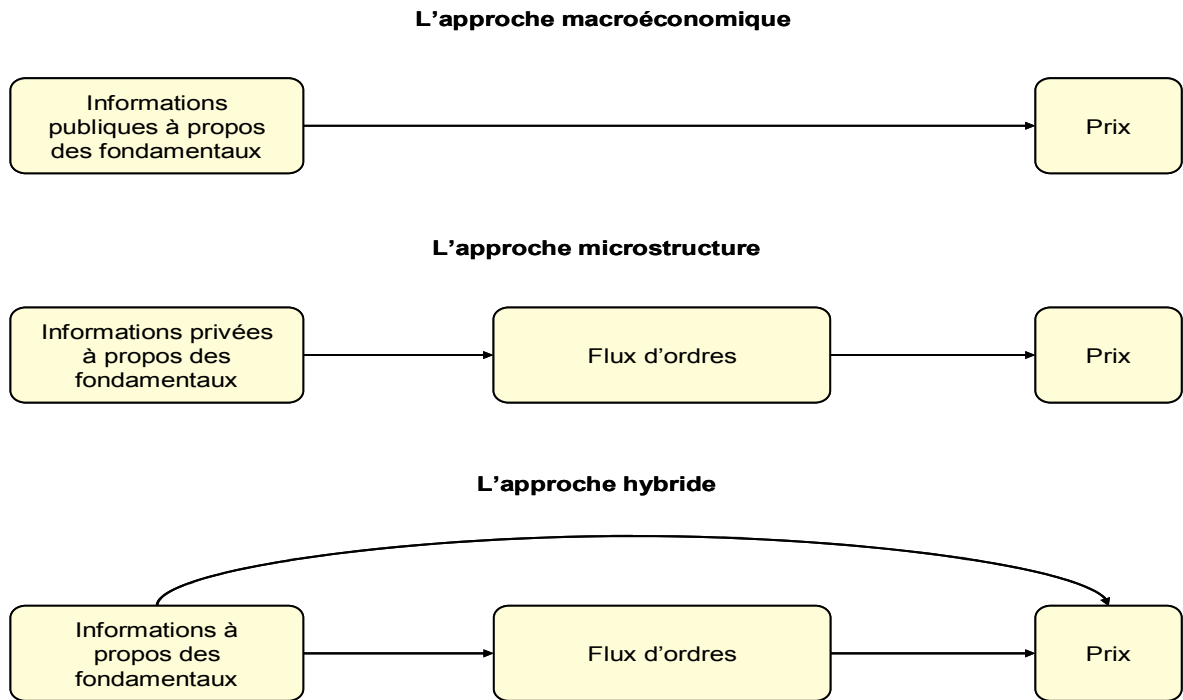 L’approche macroéconomique
Informations
publiques à propos
des fondamentaux
Prix
L’approche microstructure
Informations privées
à propos des
fondamentaux
Flux d’ordres
Prix
L’approche hybride
Informations à
propos des
fondamentaux
Flux d’ordres
Prix